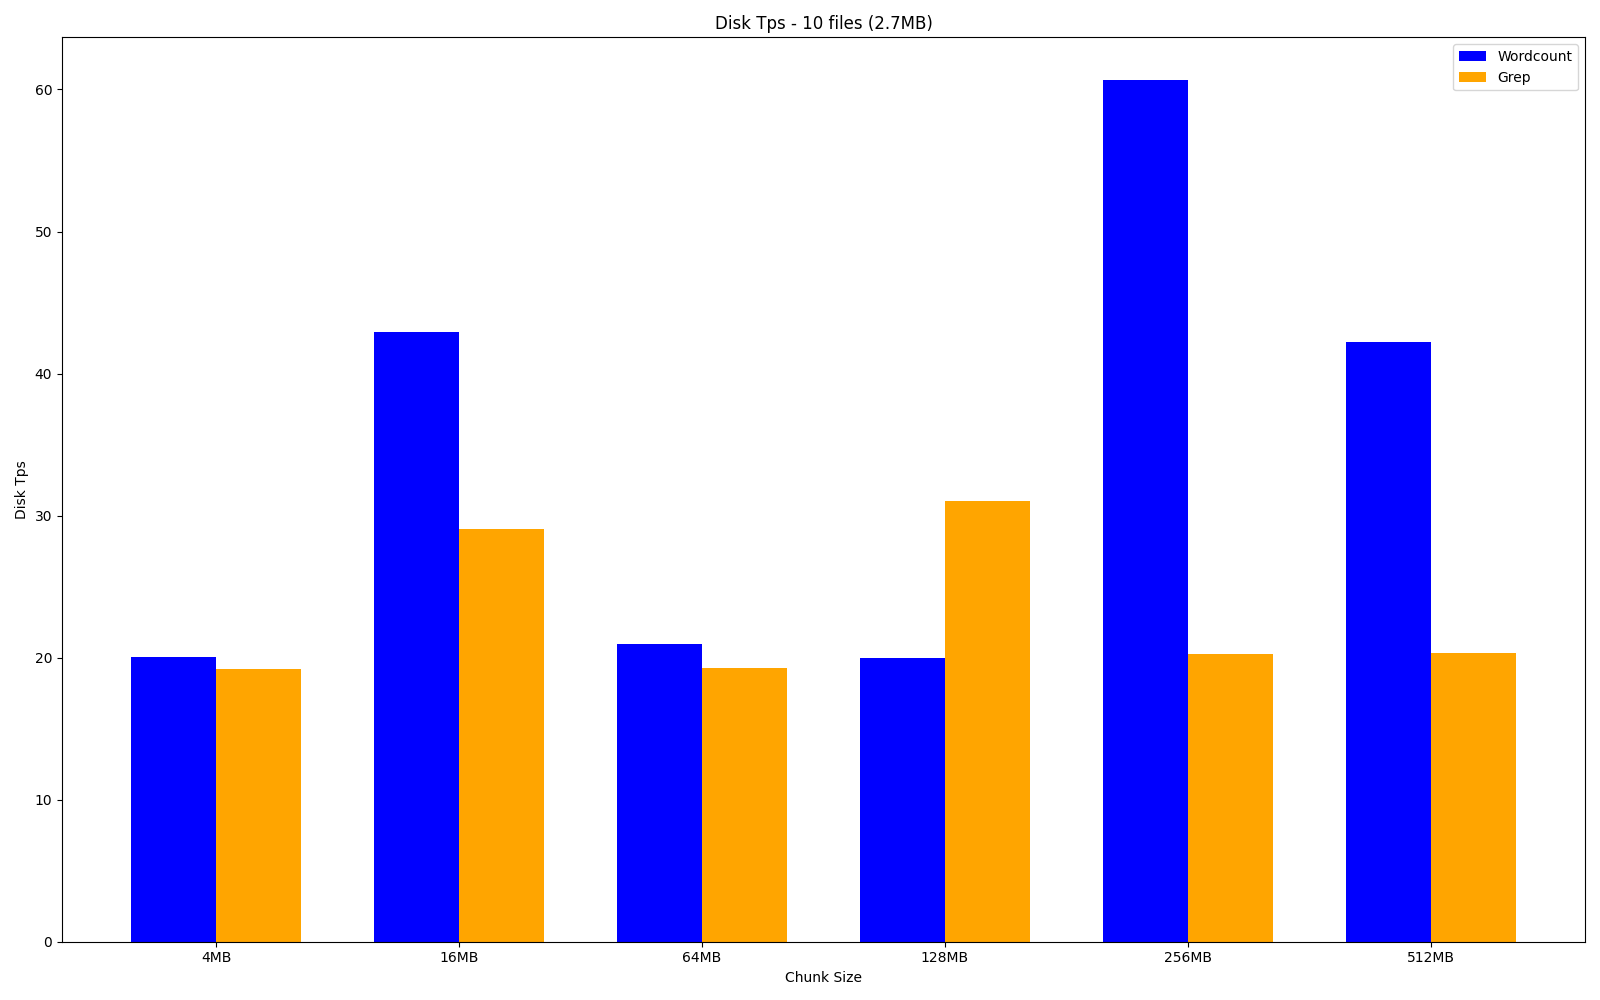 Disk Tps - 10 files (2.7MB)
Wordcount
Grep
60
50
40
30
20
10
0
Disk Tps
4MB
16MB
64MB
128MB
256MB
512MB
Chunk Size